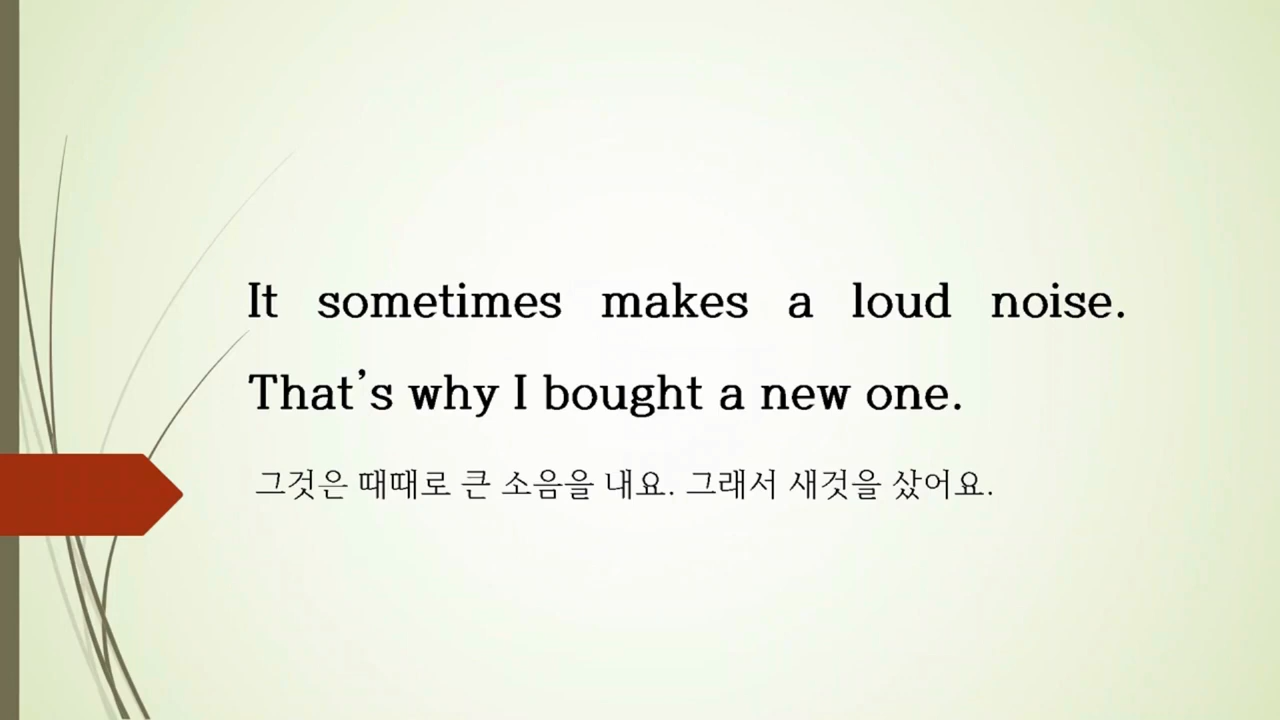 It sometimes makes a loud noise.
That's why I bought a new one.
그것은 때때로 큰 소음을 내요. 그래서 새것을 샀어요.